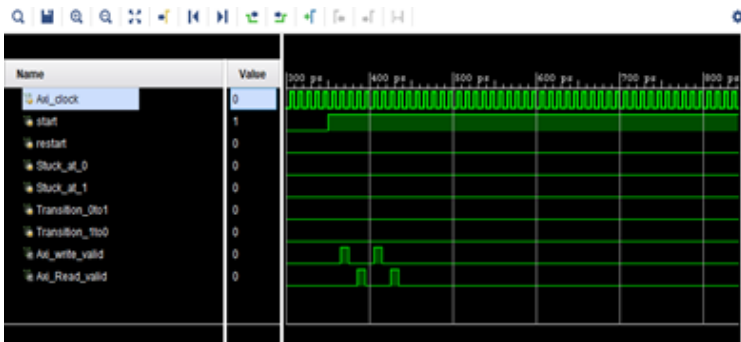 Name Value 300 ps 400 ps 500 ps 600 ps 700 ps 800 ps
Axi_clock 0
start 1
restart 0
Stuck_at_0 0
Stuck_at_1 0
Transition_0to1 0
Transition_1to0 0
Axi_write_valid 0
Axi_Read_valid 0